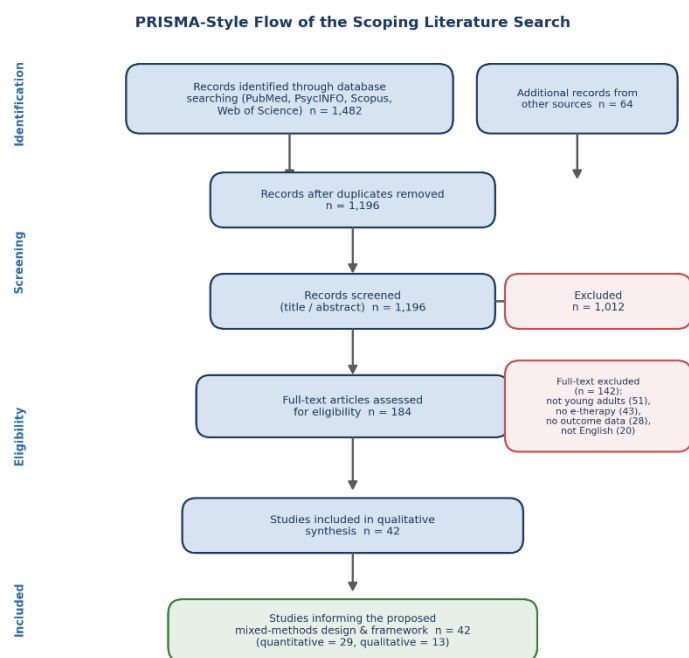 PRISMA-Style Flow of the Scoping Literature Search
Identification
Records identified through database
searching (PubMed, PsycINFO, Scopus,
Web of Science)  n = 1,482
Additional records from
other sources  n = 64
Records after duplicates removed
n = 1,196
Screening
Records screened
(title / abstract)  n = 1,196
Excluded
n = 1,012
Eligibility
Full-text articles assessed
for eligibility  n = 184
Full-text excluded
(n = 142):
not young adults (51),
no e-therapy (43),
no outcome data (28),
not English (20)
Studies included in qualitative
synthesis  n = 42
Included
Studies informing the proposed
mixed-methods design & framework  n = 42
(quantitative = 29, qualitative = 13)